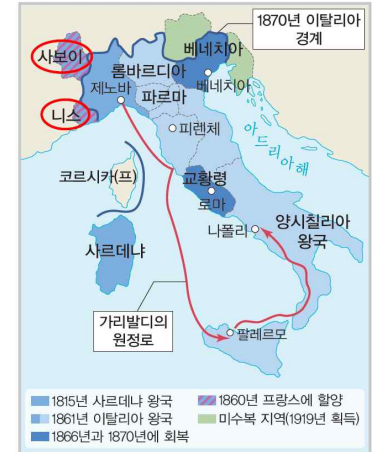 1870년 이탈리아
경계
사보이
베네치아
롬바르디아
제노바
베네치아
파르마
니스
피렌체
아드리아해
코르시카(프)
교황령
로마
양시칠리아
왕국
나폴리
사르데냐
가리발디의
원정로
팔레르모
1815년 사르데냐 왕국
1860년 프랑스에 할양
1861년 이탈리아 왕국
미수복 지역(1919년 획득)
1866년과 1870년에 회복